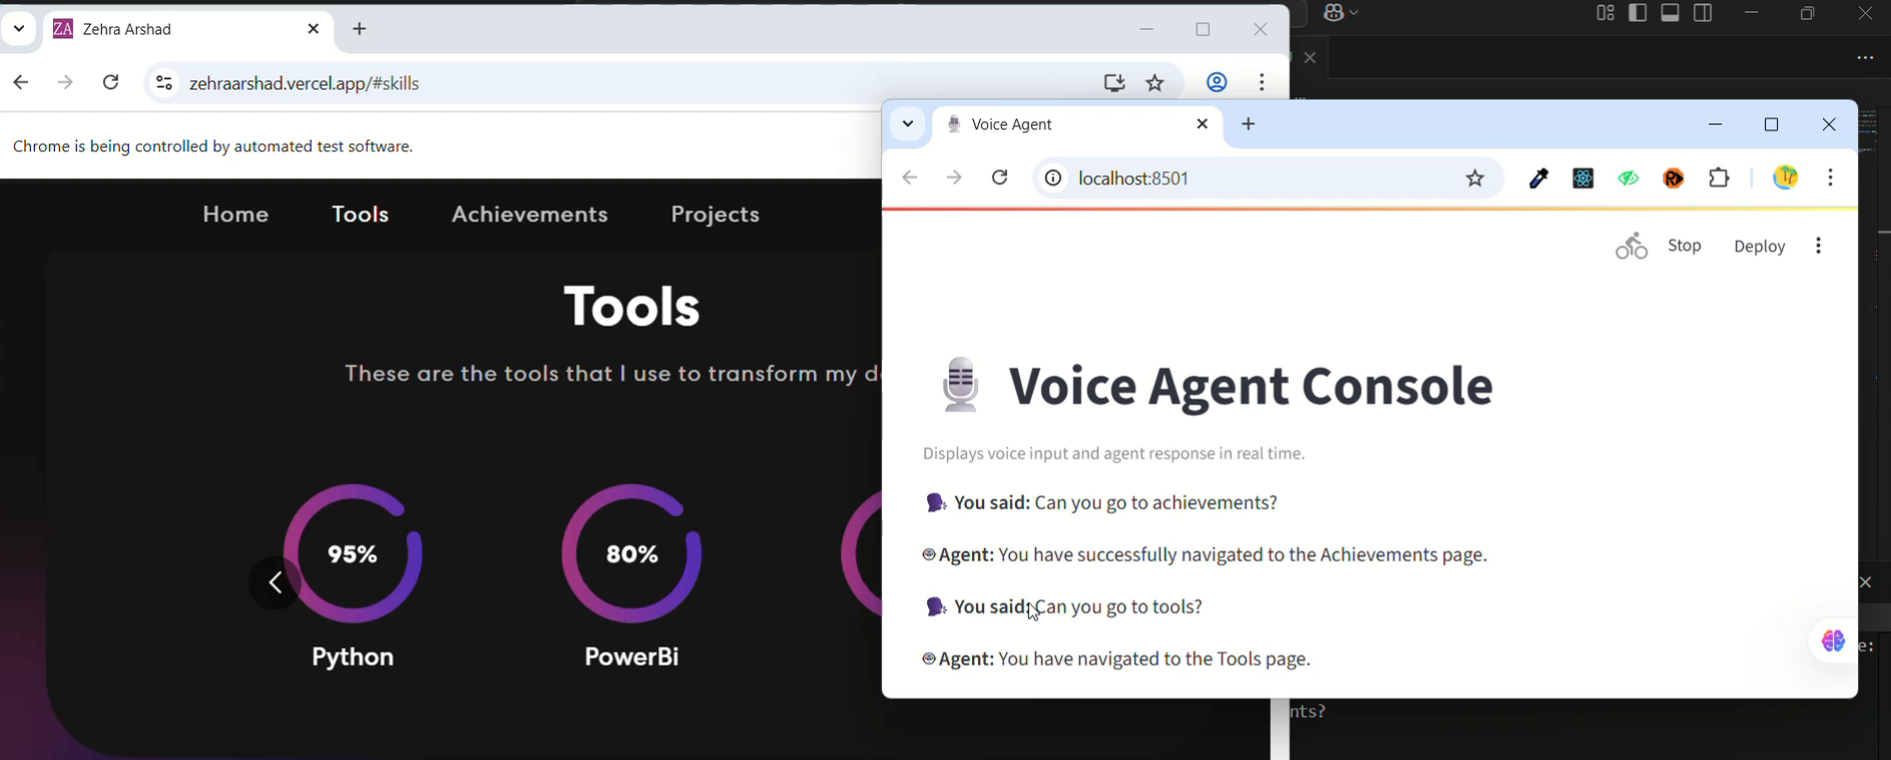 ZA Zehra Arshad
zehraarshad.vercel.app/#skills
Chrome is being controlled by automated test software.
Home Tools Achievements Projects
Tools
These are the tools that I use to transform my d
95%
80%
Python
PowerBi
Voice Agent
localhost:8501
Stop Deploy
Voice Agent Console
Displays voice input and agent response in real time.
You said: Can you go to achievements?
Agent: You have successfully navigated to the Achievements page.
You said: Can you go to tools?
Agent: You have navigated to the Tools page.
e:
nts?